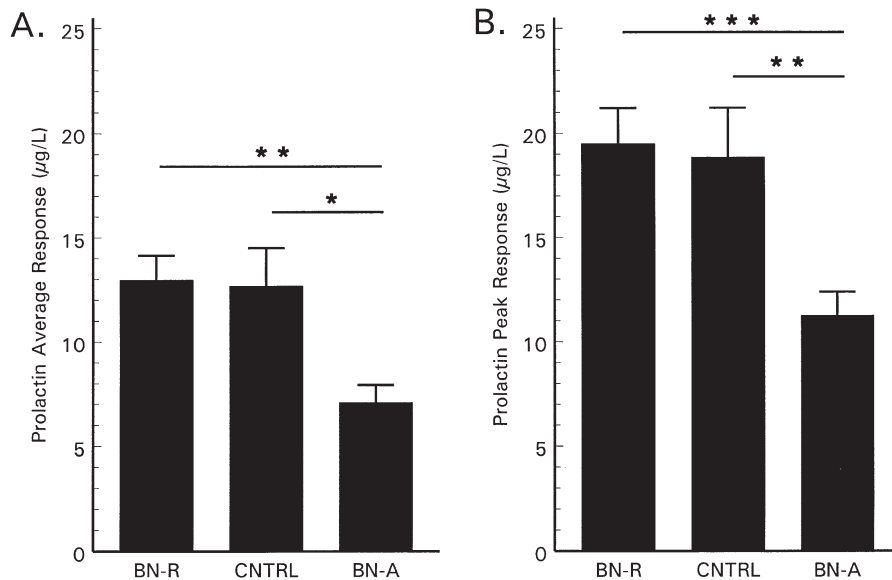 A.
Prolactin Average Response (µg/L)
25
20
15
10
5
0
**
*
BN-R CNTRL BN-A
B.
Prolactin Peak Response (µg/L)
25
20
15
10
5
0
***
**
BN-R CNTRL BN-A